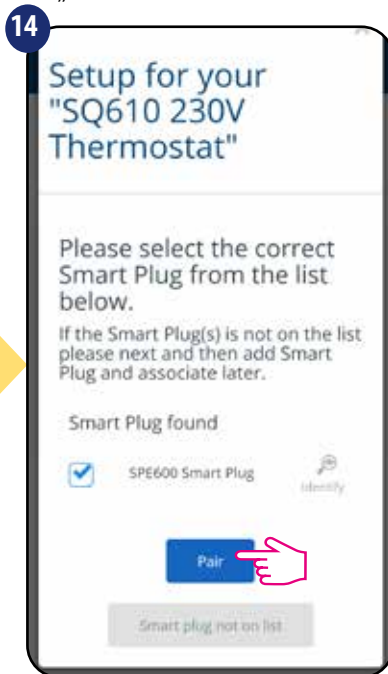 14
Setup for your
"SQ610 230V
Thermostat"
Please select the correct
Smart Plug from the list
below.
If the Smart Plug(s) is not on the list
please next and then add Smart
Plug and associate later.
Smart Plug found
SPE600 Smart Plug
Identify
Pair
Smart plug not on list